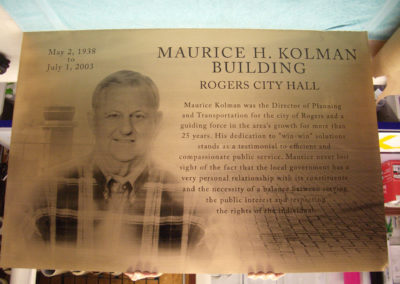 May 2, 1938
to
July 3, 2003
MAURICE H. KOLMAN
BUILDING
ROGERS CITY HALL
Maurice Kolman was the Director of Planning
and Transportation for the city of Rogers and a
guiding force in the area's growth for more than
25 years. His dedication to "win-win" solutions
stands as a testimonial to efficient and
compassionate public service. Maurice never lost
sight of the fact that the local government has a
very personal relationship with its constituents
and the necessity of a balance between serving
the public interest and respecting
the rights of the individual.